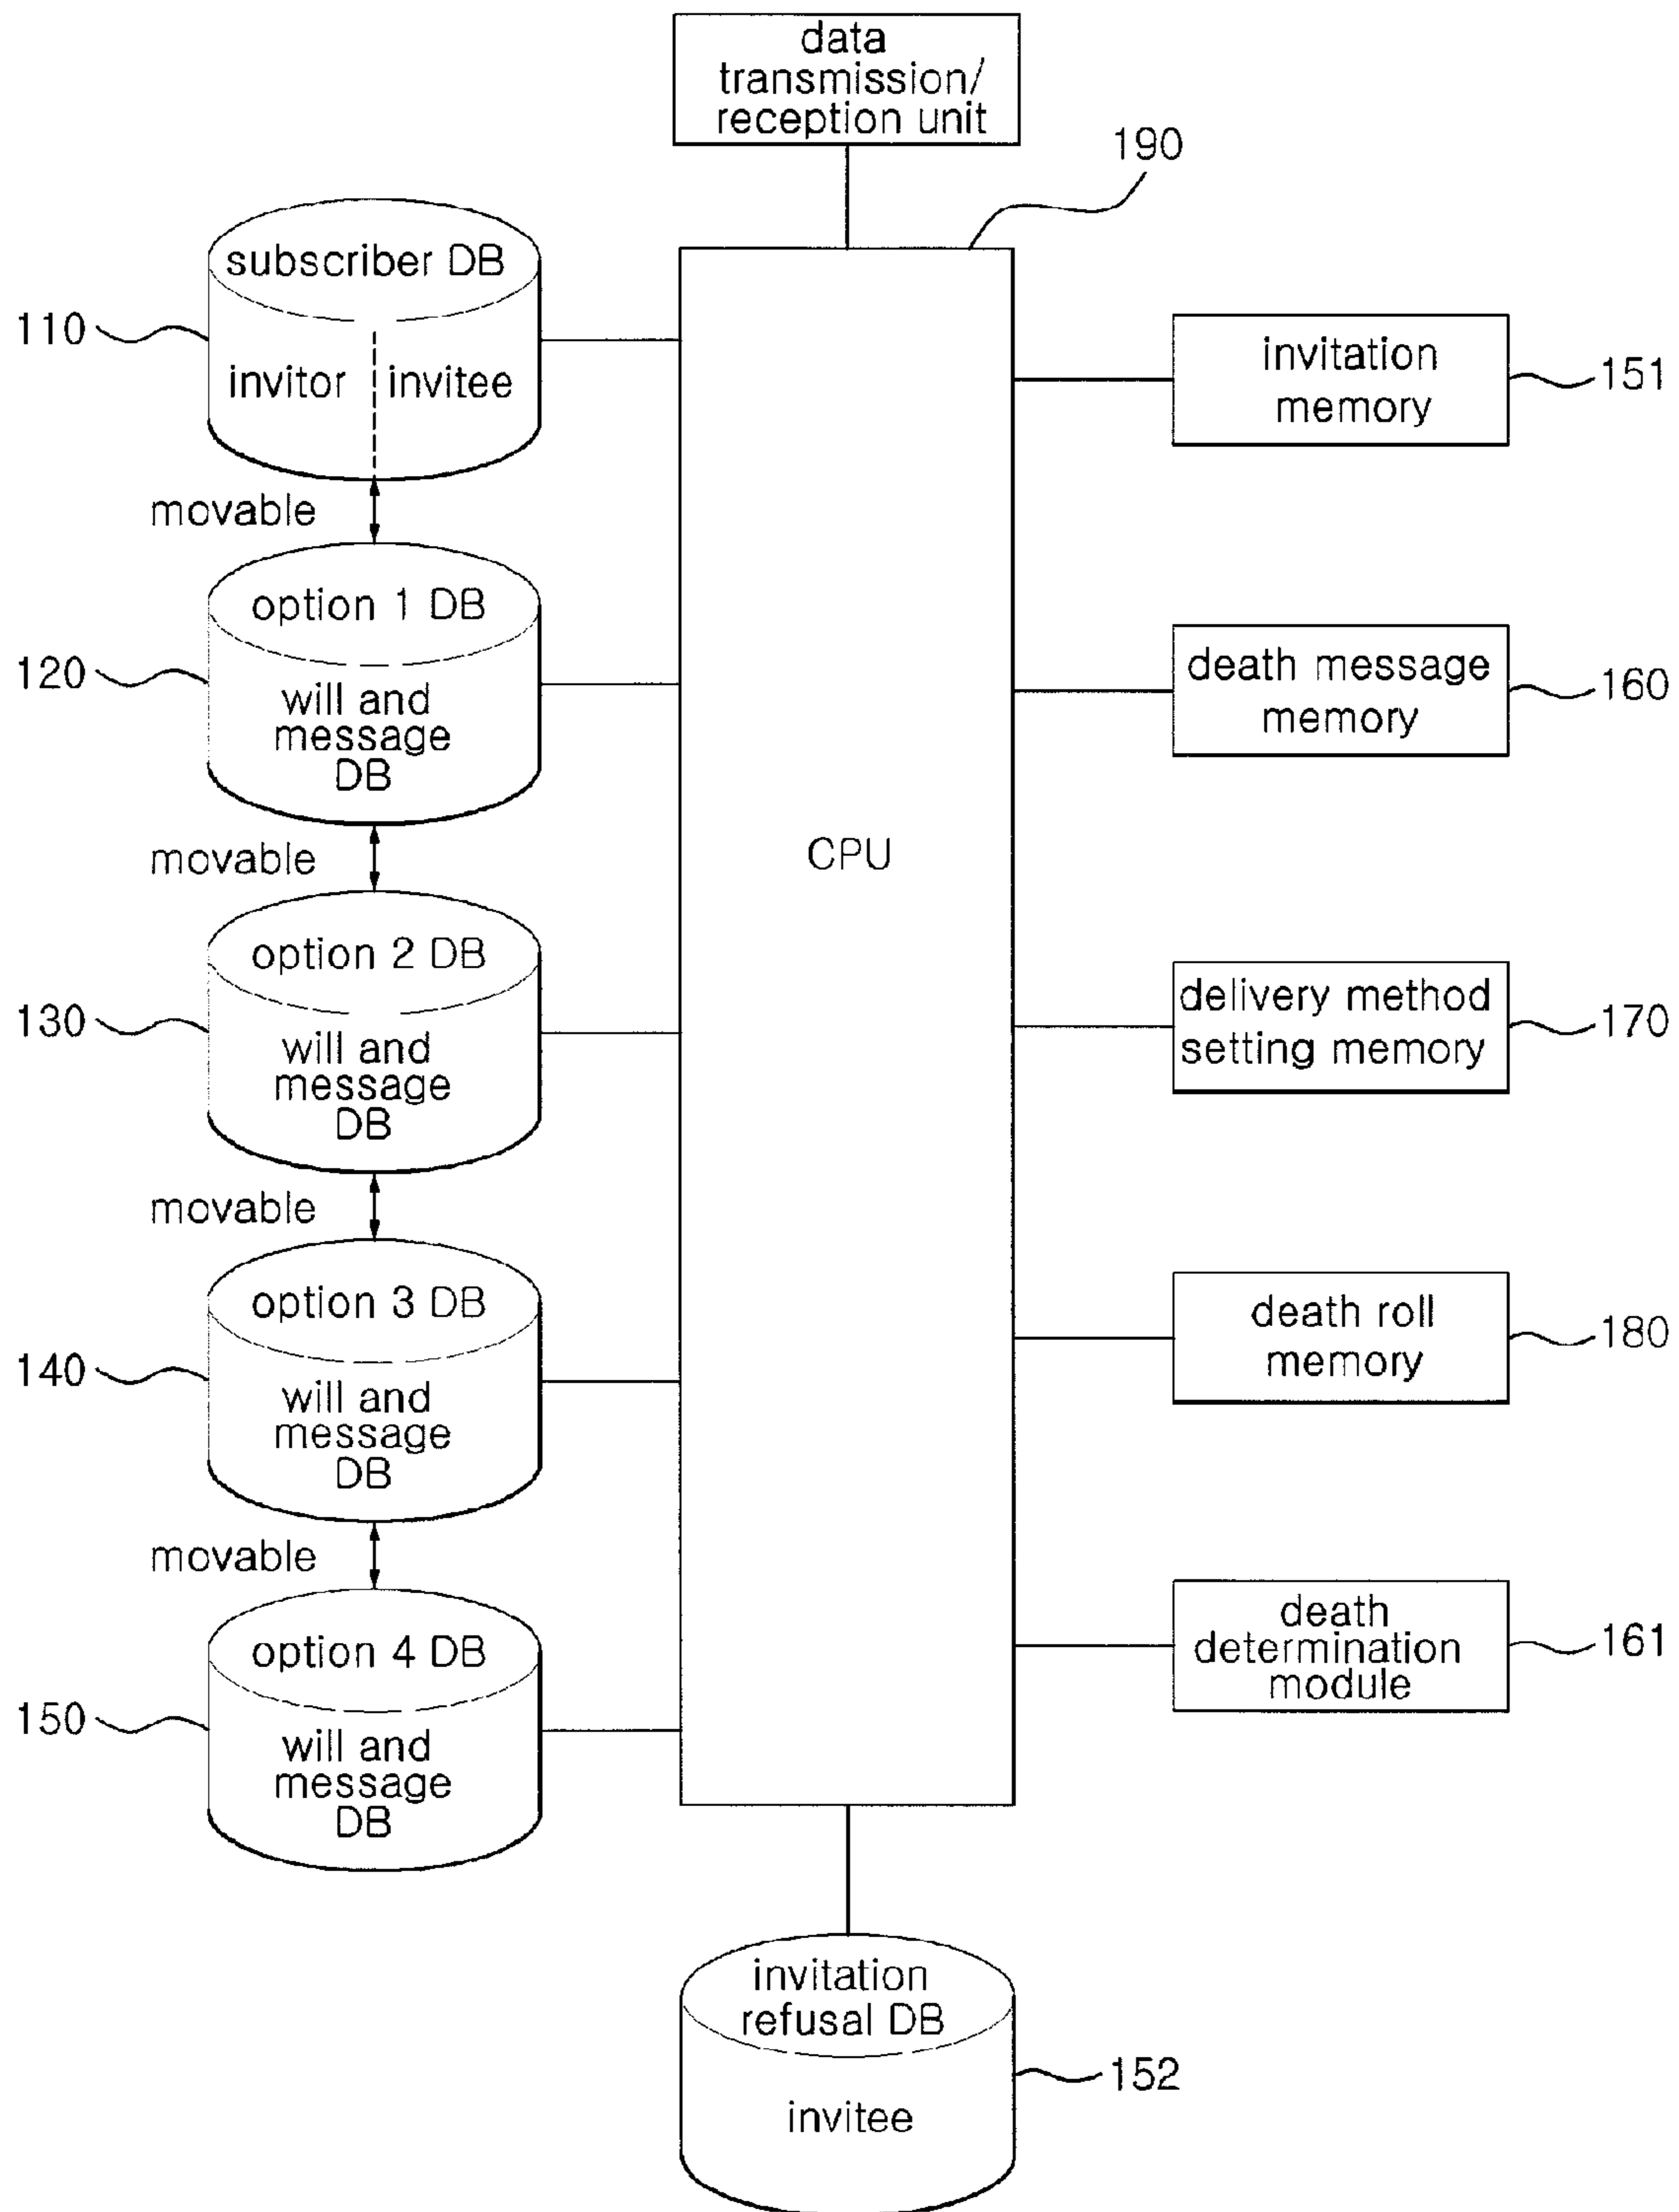 data
transmission/
reception unit
190
subscriber DB
110
invitor
invitee
movable
option 1 DB
120
will and
message
DB
movable
option 2 DB
130
will and
message
DB
movable
option 3 DB
140
will and
message
DB
movable
option 4 DB
150
will and
message
DB
CPU
invitation
memory
151
death message
memory
160
delivery method
setting memory
170
death roll
memory
180
death
determination
module
161
invitation
refusal DB
152
invitee